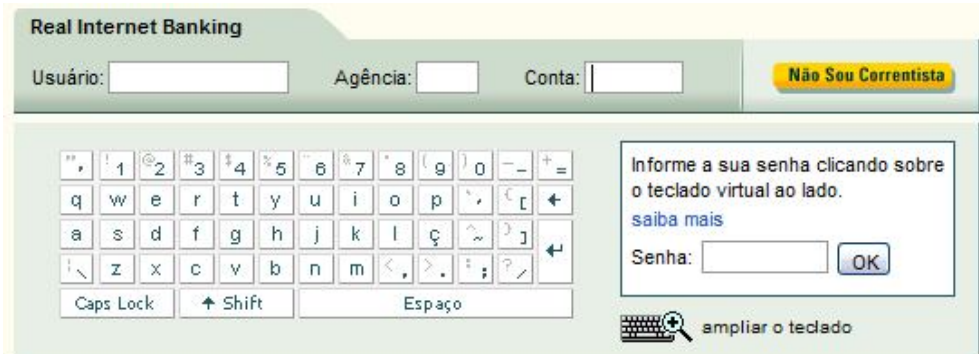 Real Internet Banking
Usuário: Agência: Conta: Não Sou Correntista
" ' ! 1 @ 2 # 3 $ 4 % 5 ¨ 6 & 7 * 8 ( 9 ) 0 _ - + =
q w e r t y u i o p ` ´ { [ ←
a s d f g h j k l ç ^ ~ } ] ↵
| \ z x c v b n m < , > . : ; ? /
Caps Lock ↑ Shift Espaço
Informe a sua senha clicando sobre
o teclado virtual ao lado.
saiba mais
Senha: OK
ampliar o teclado